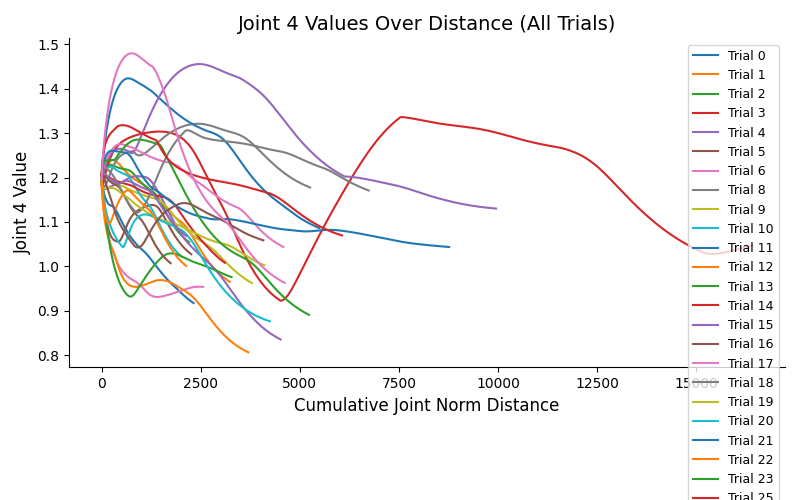 Joint 4 Values Over Distance (All Trials)
Joint 4 Value
1.5
1.4
1.3
1.2
1.1
1.0
0.9
0.8
0
2500
5000
7500
10000
12500
15000
Cumulative Joint Norm Distance
Trial 0
Trial 1
Trial 2
Trial 3
Trial 4
Trial 5
Trial 6
Trial 8
Trial 9
Trial 10
Trial 11
Trial 12
Trial 13
Trial 14
Trial 15
Trial 16
Trial 17
Trial 18
Trial 19
Trial 20
Trial 21
Trial 22
Trial 23
Trial 25